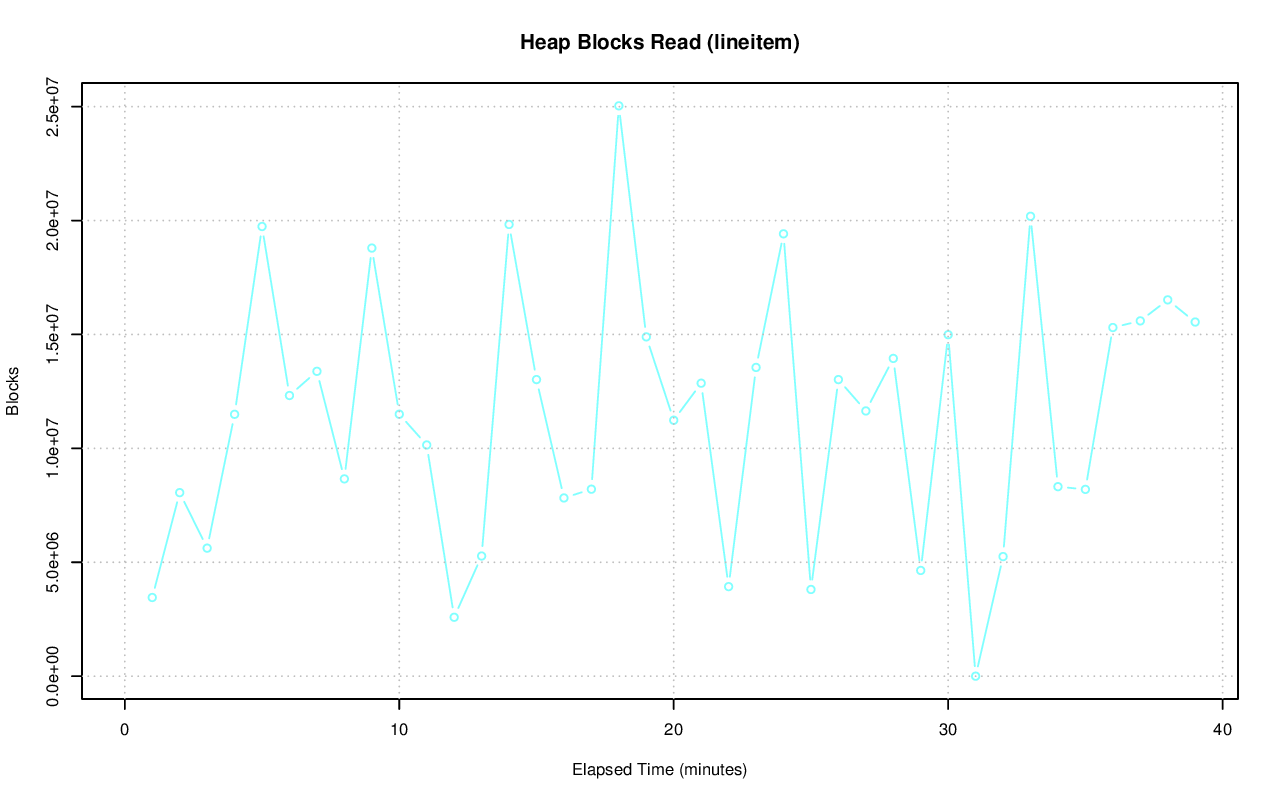 Heap Blocks Read (lineitem)
2.5e+07
2.0e+07
1.5e+07
1.0e+07
5.0e+06
0.0e+00
Blocks
0 10 20 30 40
Elapsed Time (minutes)